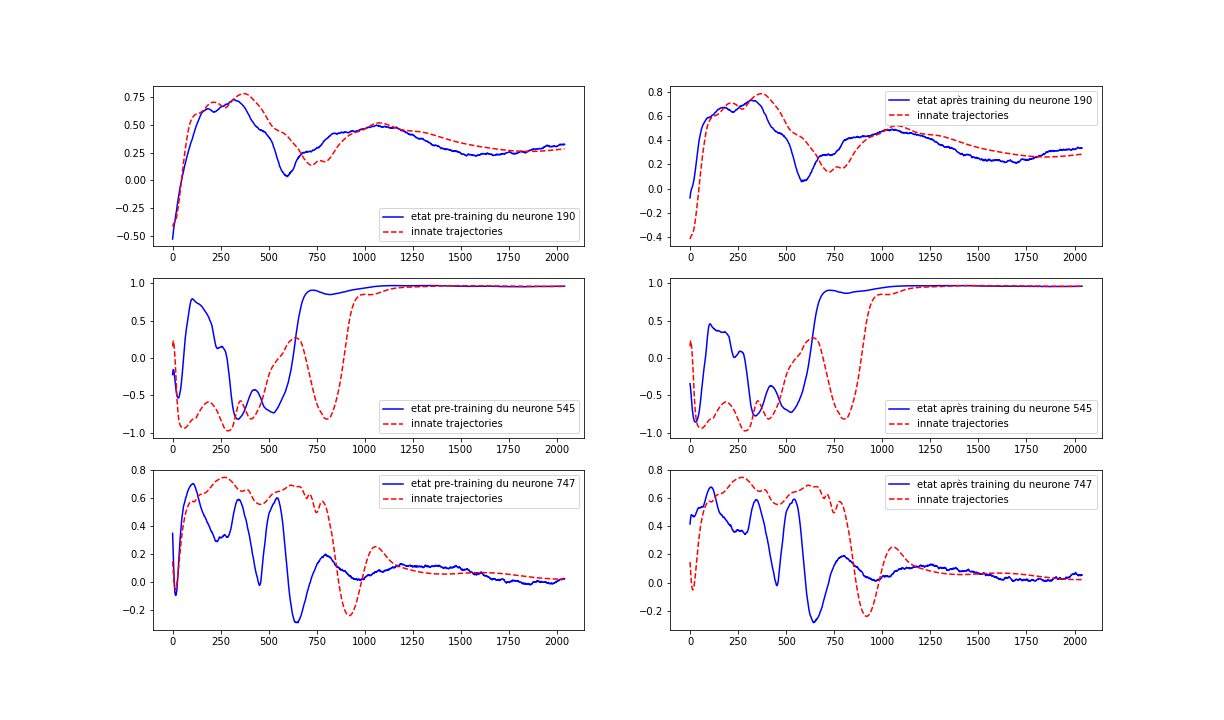 0.75
0.50
0.25
0.00
−0.25
−0.50
etat pre-training du neurone 190
innate trajectories
0 250 500 750 1000 1250 1500 1750 2000
0.8
0.6
0.4
0.2
0.0
−0.2
−0.4
etat après training du neurone 190
innate trajectories
0 250 500 750 1000 1250 1500 1750 2000
1.0
0.5
0.0
−0.5
−1.0
etat pre-training du neurone 545
innate trajectories
0 250 500 750 1000 1250 1500 1750 2000
1.0
0.5
0.0
−0.5
−1.0
etat après training du neurone 545
innate trajectories
0 250 500 750 1000 1250 1500 1750 2000
0.8
0.6
0.4
0.2
0.0
−0.2
etat pre-training du neurone 747
innate trajectories
0 250 500 750 1000 1250 1500 1750 2000
0.8
0.6
0.4
0.2
0.0
−0.2
etat après training du neurone 747
innate trajectories
0 250 500 750 1000 1250 1500 1750 2000